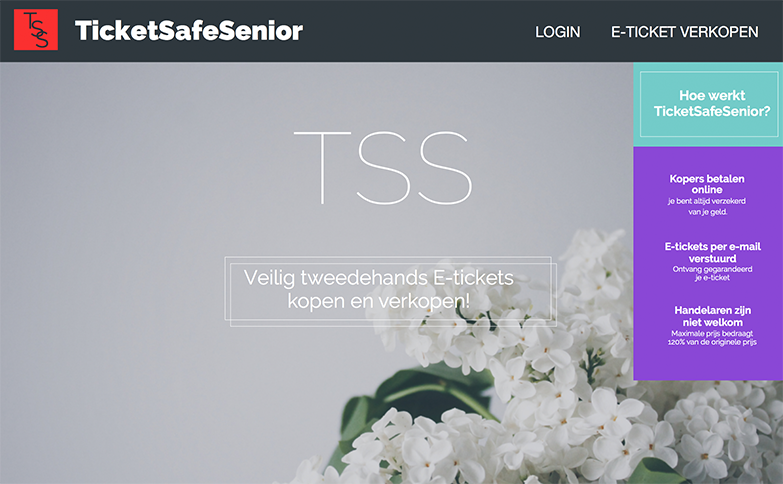 TSS
TicketSafeSenior
LOGIN
E-TICKET VERKOPEN
TSS
Veilig tweedehands E-tickets
kopen en verkopen!
Hoe werkt
TicketSafeSenior?
Kopers betalen
online
je bent altijd verzekerd
van je geld.
E-tickets per e-mail
verstuurd
Ontvang gegarandeerd
je e-ticket
Handelaren zijn
niet welkom
Maximale prijs bedraagt
120% van de originele prijs